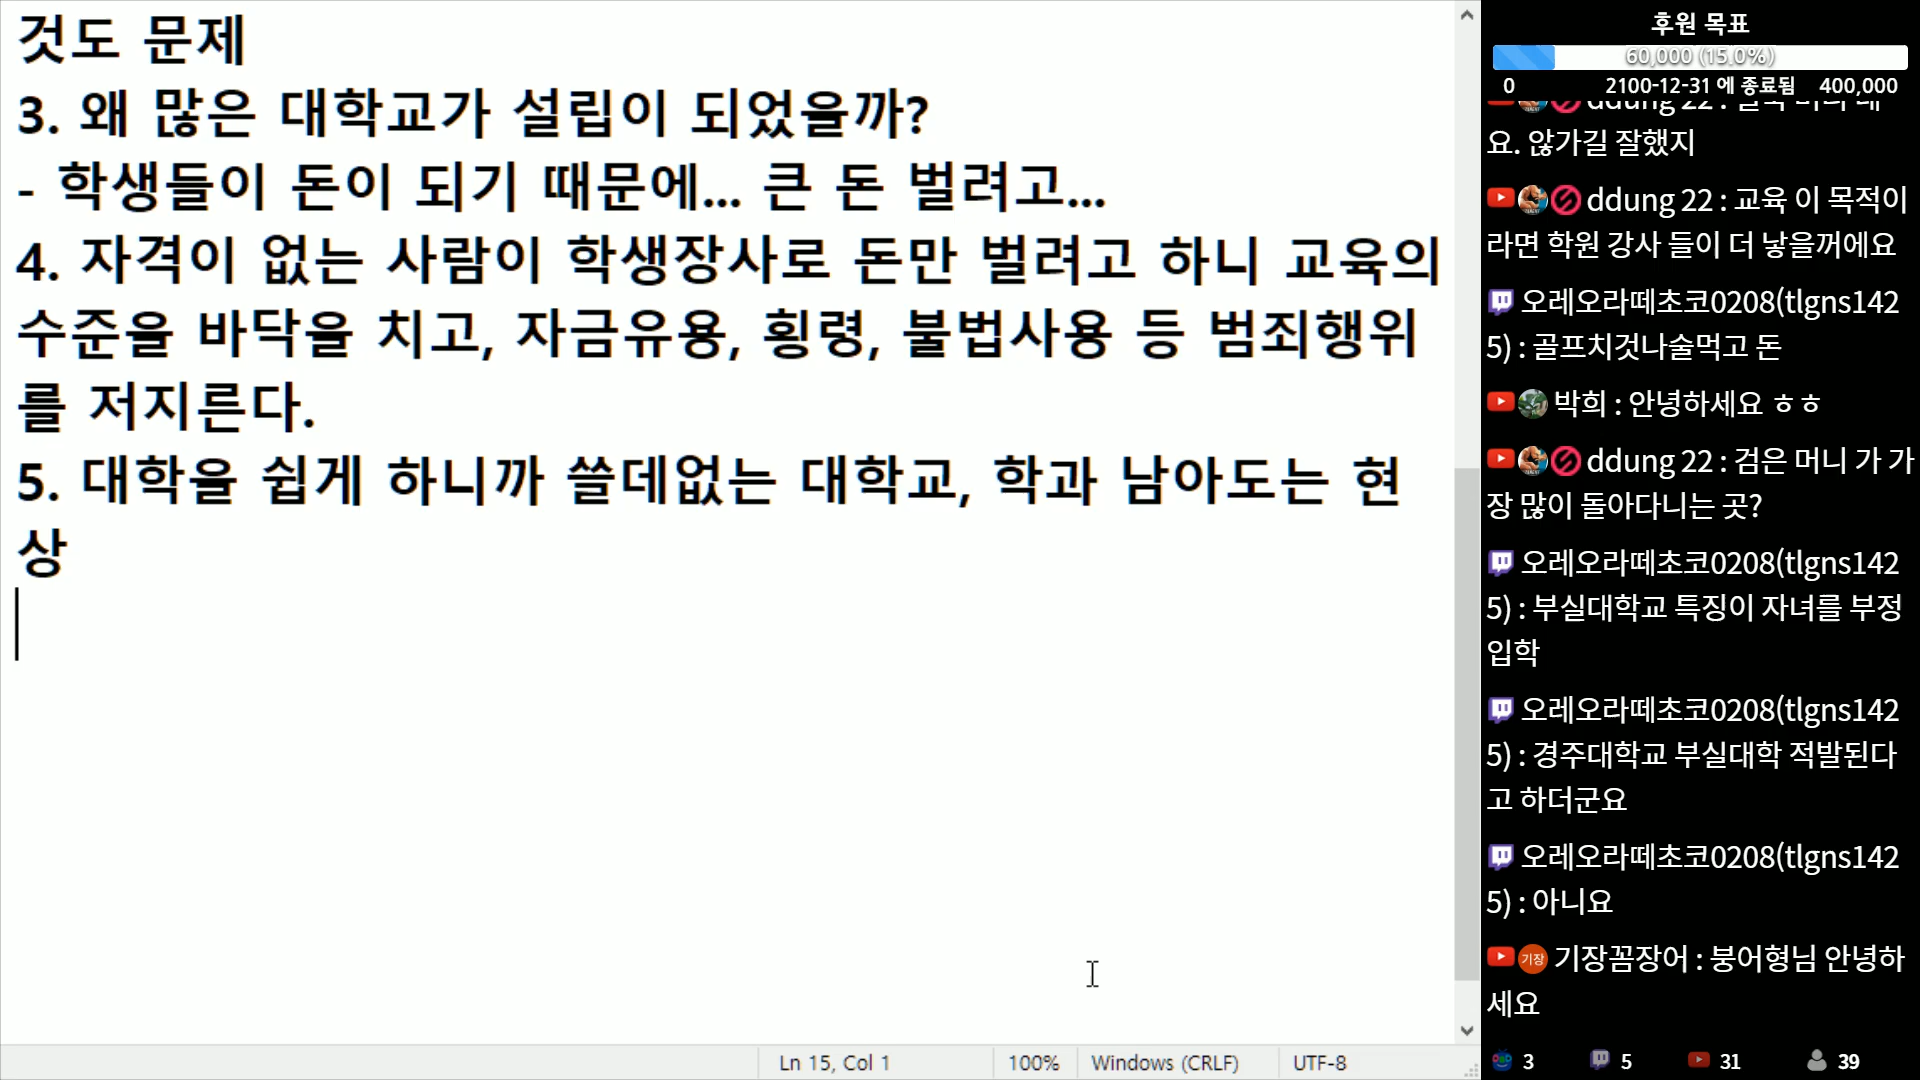 것도 문제
3. 왜 많은 대학교가 설립이 되었을까?
- 학생들이 돈이 되기 때문에... 큰 돈 벌려고...
4. 자격이 없는 사람이 학생장사로 돈만 벌려고 하니 교육의
수준을 바닥을 치고, 자금유용, 횡령, 불법사용 등 범죄행위
를 저지른다.
5. 대학을 쉽게 하니까 쓸데없는 대학교, 학과 남아도는 현
상
Ln 15, Col 1
100%
Windows (CRLF)
UTF-8
후원 목표
60,000 (15.0%)
0 2100-12-31 에 종료됨 400,000
ddung 22 :
요. 않가길 잘했지
ddung 22 : 교육 이 목적이
라면 학원 강사 들이 더 낳을꺼에요
오레오라떼초코0208(tlgns142
5) : 골프치것나술먹고 돈
박희 : 안녕하세요 ㅎㅎ
ddung 22 : 검은 머니 가 가
장 많이 돌아다니는 곳?
오레오라떼초코0208(tlgns142
5) : 부실대학교 특징이 자녀를 부정
입학
오레오라떼초코0208(tlgns142
5) : 경주대학교 부실대학 적발된다
고 하더군요
오레오라떼초코0208(tlgns142
5) : 아니요
기장 기장꼼장어 : 붕어형님 안녕하
세요
3 5 31 39